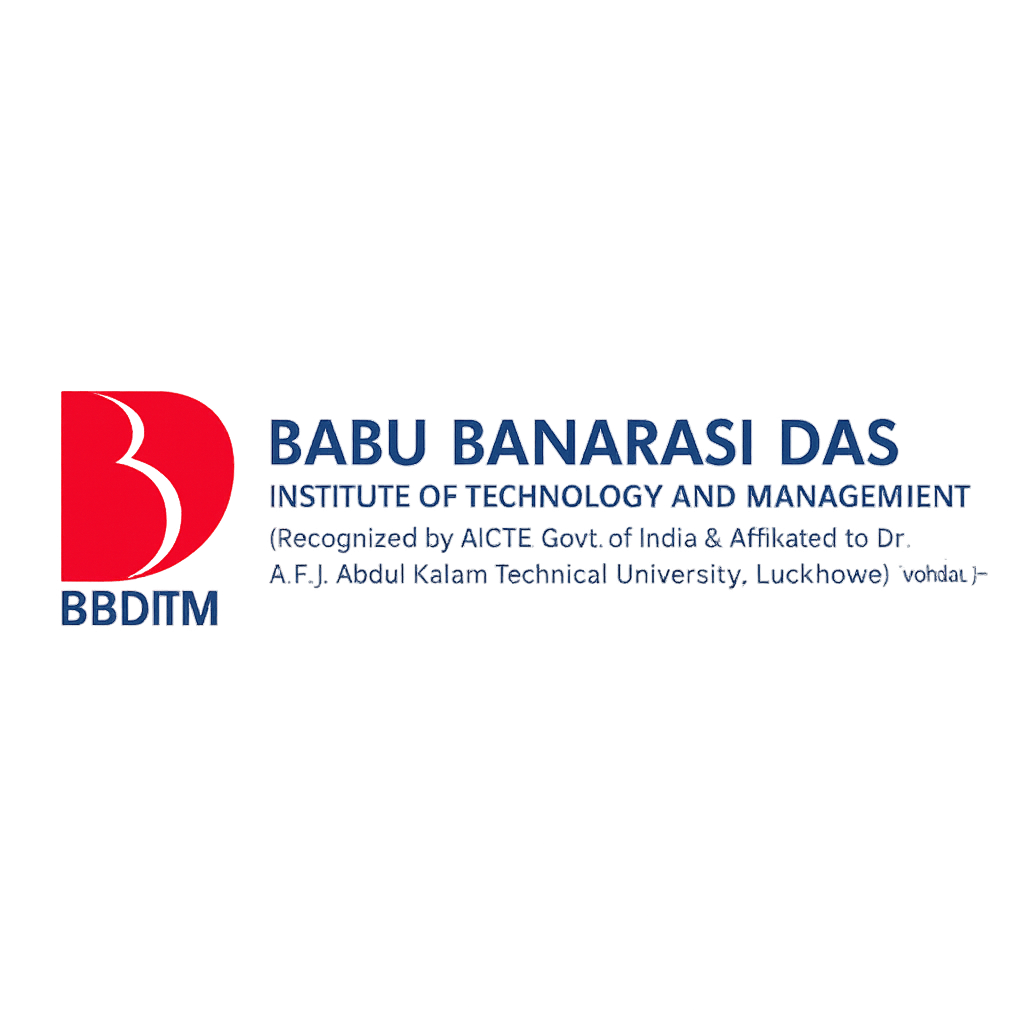 BABU BANARASI DAS
INSTITUTE OF TECHNOLOGY AND MANAGEMIENT
(Recognized by AICTE Govt. of India & Affikated to Dr.
A.F.J. Abdul Kalam Technical University, Luckhowe)
BBDITM